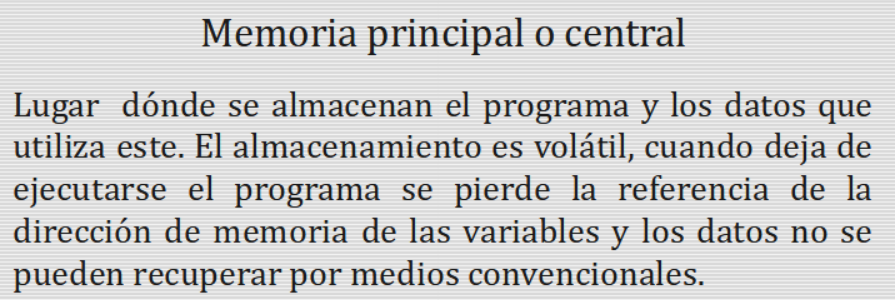 Memoria principal o central
Lugar dónde se almacenan el programa y los datos que
utiliza este. El almacenamiento es volátil, cuando deja de
ejecutarse el programa se pierde la referencia de la
dirección de memoria de las variables y los datos no se
pueden recuperar por medios convencionales.